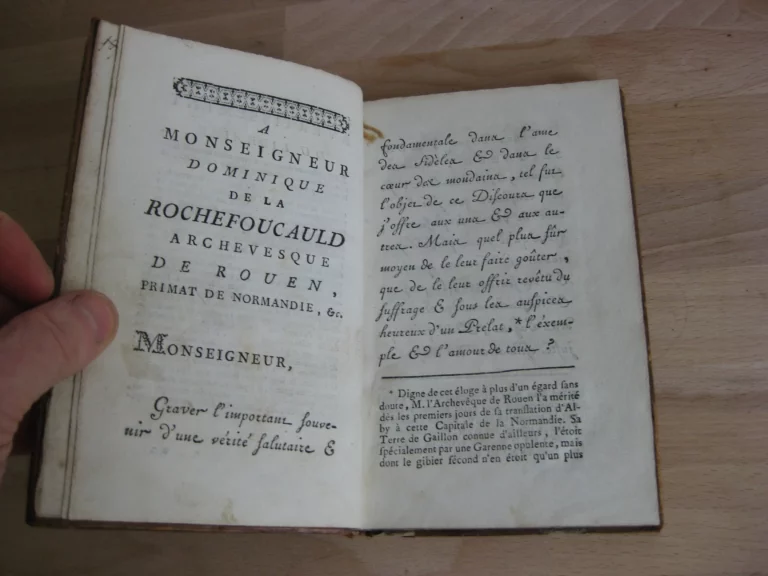 A
MONSEIGNEUR
DOMINIQUE
DE LA
ROCHEFOUCAULD
ARCHEVESQUE
DE ROUEN,
PRIMAT DE NORMANDIE, &c.
MONSEIGNEUR,
Graver l'important souve-
nir d'une vérité salutaire &
fondamentale dans l'ame
des Fidèles & dans le
cœur des mondains, tel fut
l'objet de ce Discours que
j'offre aux uns & aux au-
tres. Mais quel plus sûr
moyen de le leur faire goûter,
que de le leur offrir revêtu du
suffrage & sous les auspices
heureux d'un Prélat, * l'éxem-
ple & l'amour de tous ?
* Digne de cet éloge à plus d'un égard sans
doute, M. l'Archevêque de Rouen l'a mérité
dès les premiers jours de sa translation d'Al-
by à cette Capitale de la Normandie. Sa
Terre de Gaillon connue d'ailleurs, l'étoit
spécialement par une Garenne opulente, mais
dont le gibier fécond n'en étoit qu'un plus